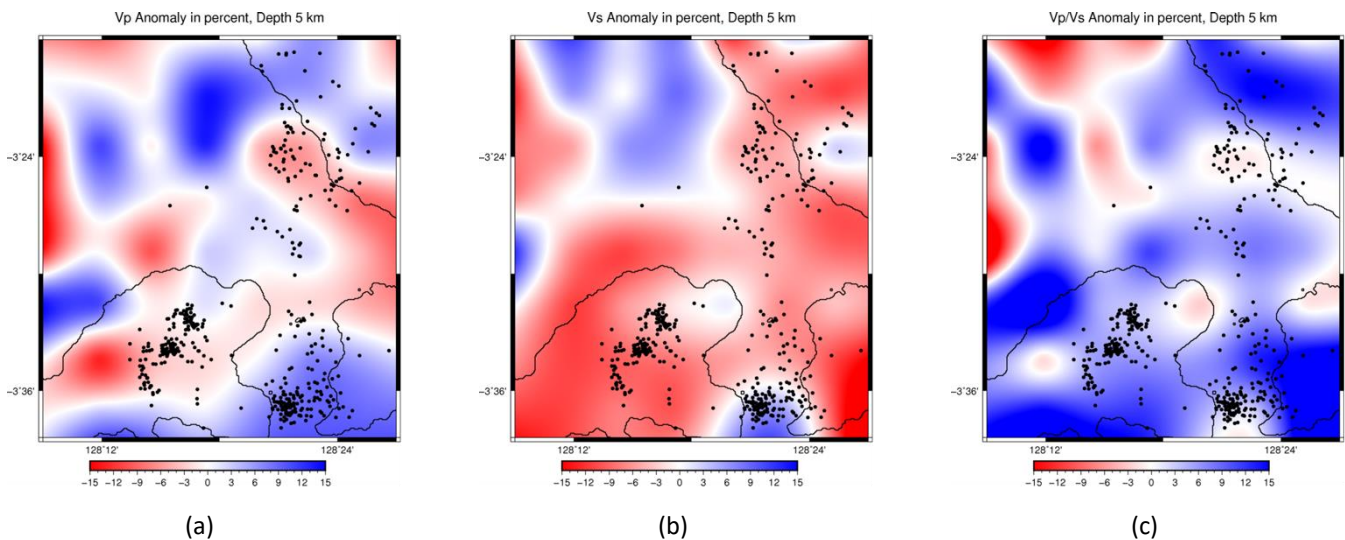 Vp Anomaly in percent, Depth 5 km
-3˚24'
-3˚36'
128˚12' 128˚24'
-15 -12 -9 -6 -3 0 3 6 9 12 15
(a)
Vs Anomaly in percent, Depth 5 km
-3˚24'
-3˚36'
128˚12' 128˚24'
-15 -12 -9 -6 -3 0 3 6 9 12 15
(b)
Vp/Vs Anomaly in percent, Depth 5 km
-3˚24'
-3˚36'
128˚12' 128˚24'
-15 -12 -9 -6 -3 0 3 6 9 12 15
(c)